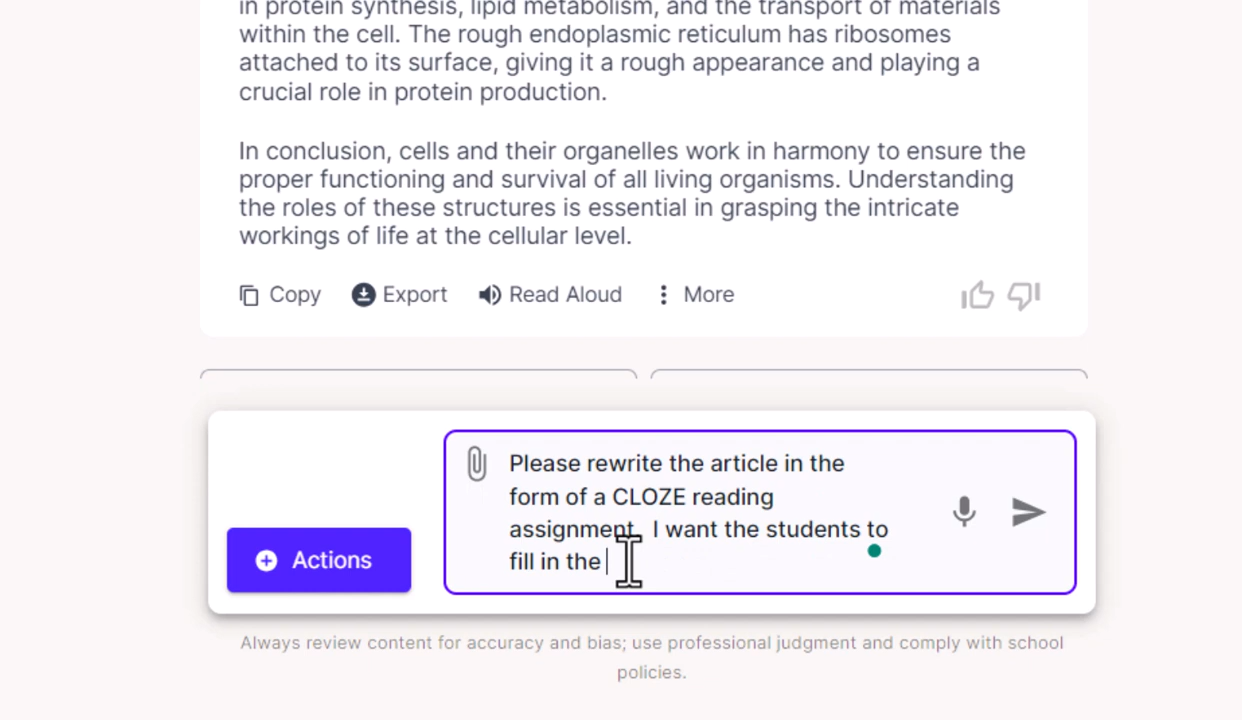 in protein synthesis, lipid metabolism, and the transport of materials
within the cell. The rough endoplasmic reticulum has ribosomes
attached to its surface, giving it a rough appearance and playing a
crucial role in protein production.
In conclusion, cells and their organelles work in harmony to ensure the
proper functioning and survival of all living organisms. Understanding
the roles of these structures is essential in grasping the intricate
workings of life at the cellular level.
Copy Export Read Aloud More
Please rewrite the article in the
form of a CLOZE reading
assignment. I want the students to
fill in the
Actions
Always review content for accuracy and bias; use professional judgment and comply with school
policies.